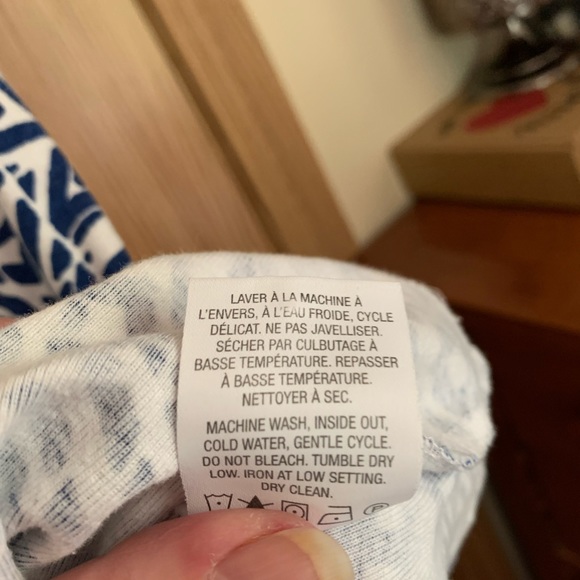 LAVER À LA MACHINE À
L'ENVERS, À L'EAU FROIDE, CYCLE
DÉLICAT. NE PAS JAVELLISER.
SÉCHER PAR CULBUTAGE À
BASSE TEMPÉRATURE. REPASSER
À BASSE TEMPÉRATURE.
NETTOYER À SEC.
MACHINE WASH, INSIDE OUT,
COLD WATER, GENTLE CYCLE.
DO NOT BLEACH. TUMBLE DRY
LOW. IRON AT LOW SETTING.
DRY CLEAN.